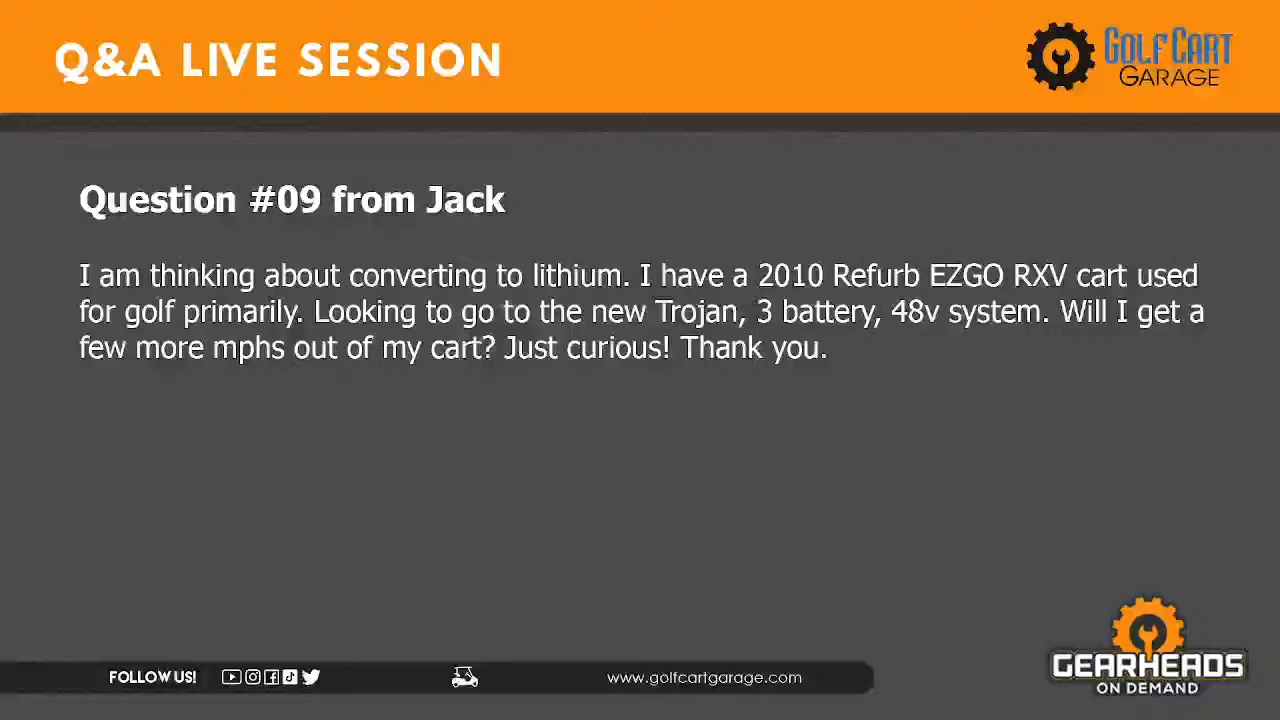 Q&A LIVE SESSION
GOLF CART
GARAGE
Question #09 from Jack
I am thinking about converting to lithium. I have a 2010 Refurb EZGO RXV cart used
for golf primarily. Looking to go to the new Trojan, 3 battery, 48v system. Will I get a
few more mphs out of my cart? Just curious! Thank you.
FOLLOW US!
www.golfcartgarage.com
GEARHEADS
ON DEMAND